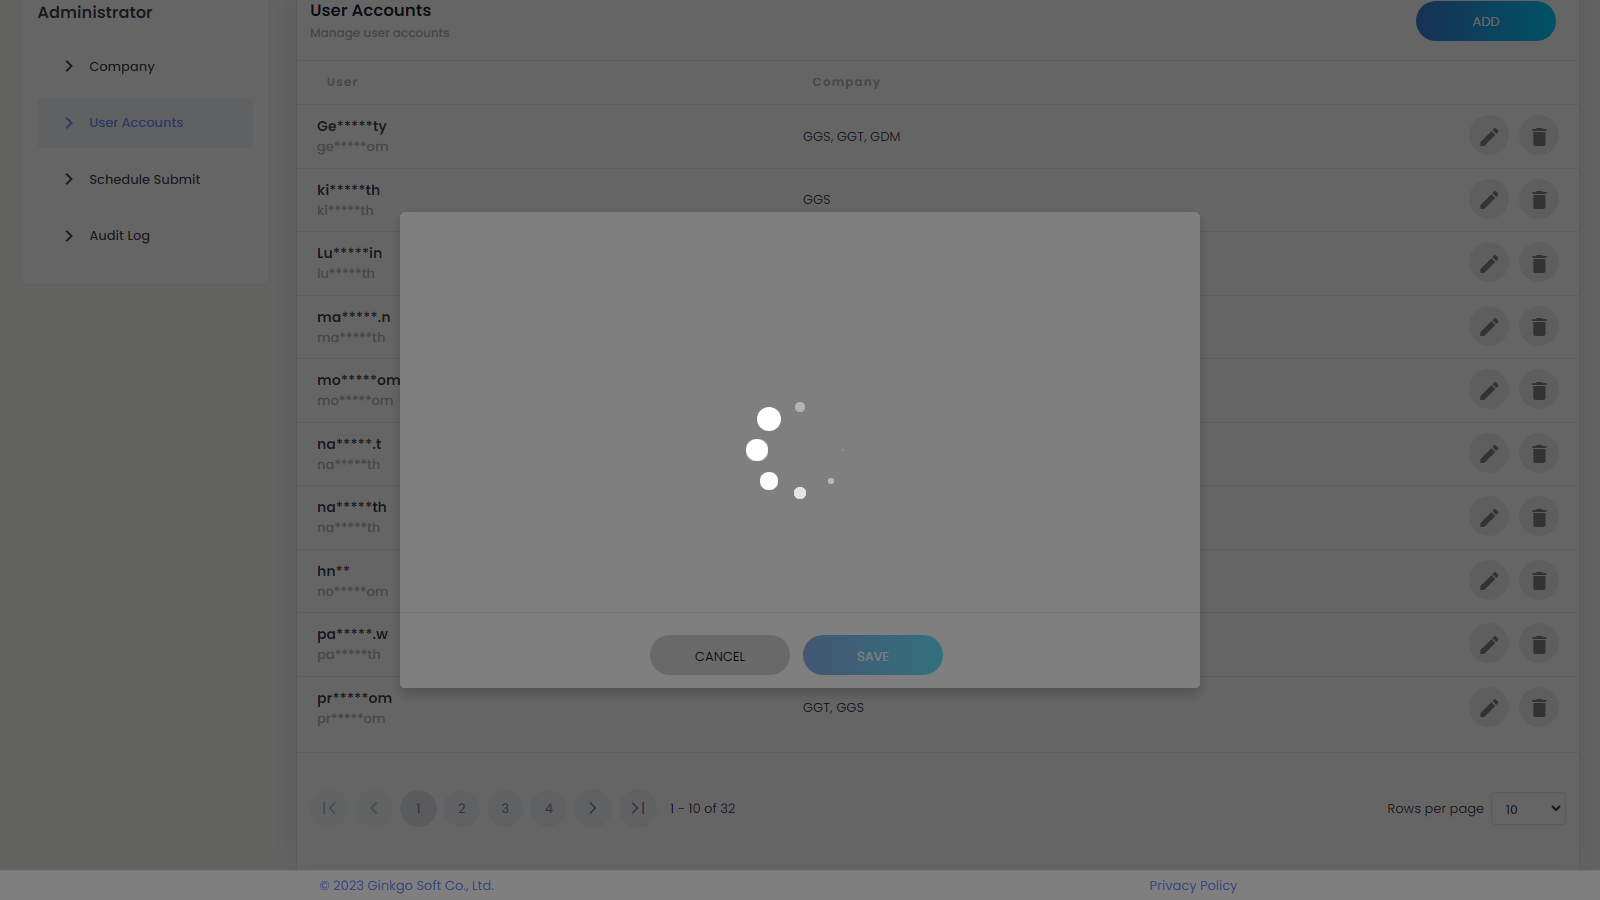 Administrator
Company
User Accounts
Schedule Submit
Audit Log
User Accounts
Manage user accounts
ADD
User Company
Ge*****ty
ge*****om
GGS, GGT, GDM
ki*****th
ki*****th
GGS
Lu*****in
lu*****th
ma*****.n
ma*****th
mo*****om
mo*****om
na*****.t
na*****th
na*****th
na*****th
hn**
no*****om
pa*****.w
pa*****th
CANCEL SAVE
pr*****om
pr*****om
GGT, GGS
1 2 3 4 1 - 10 of 32
Rows per page 10
© 2023 Ginkgo Soft Co., Ltd. Privacy Policy